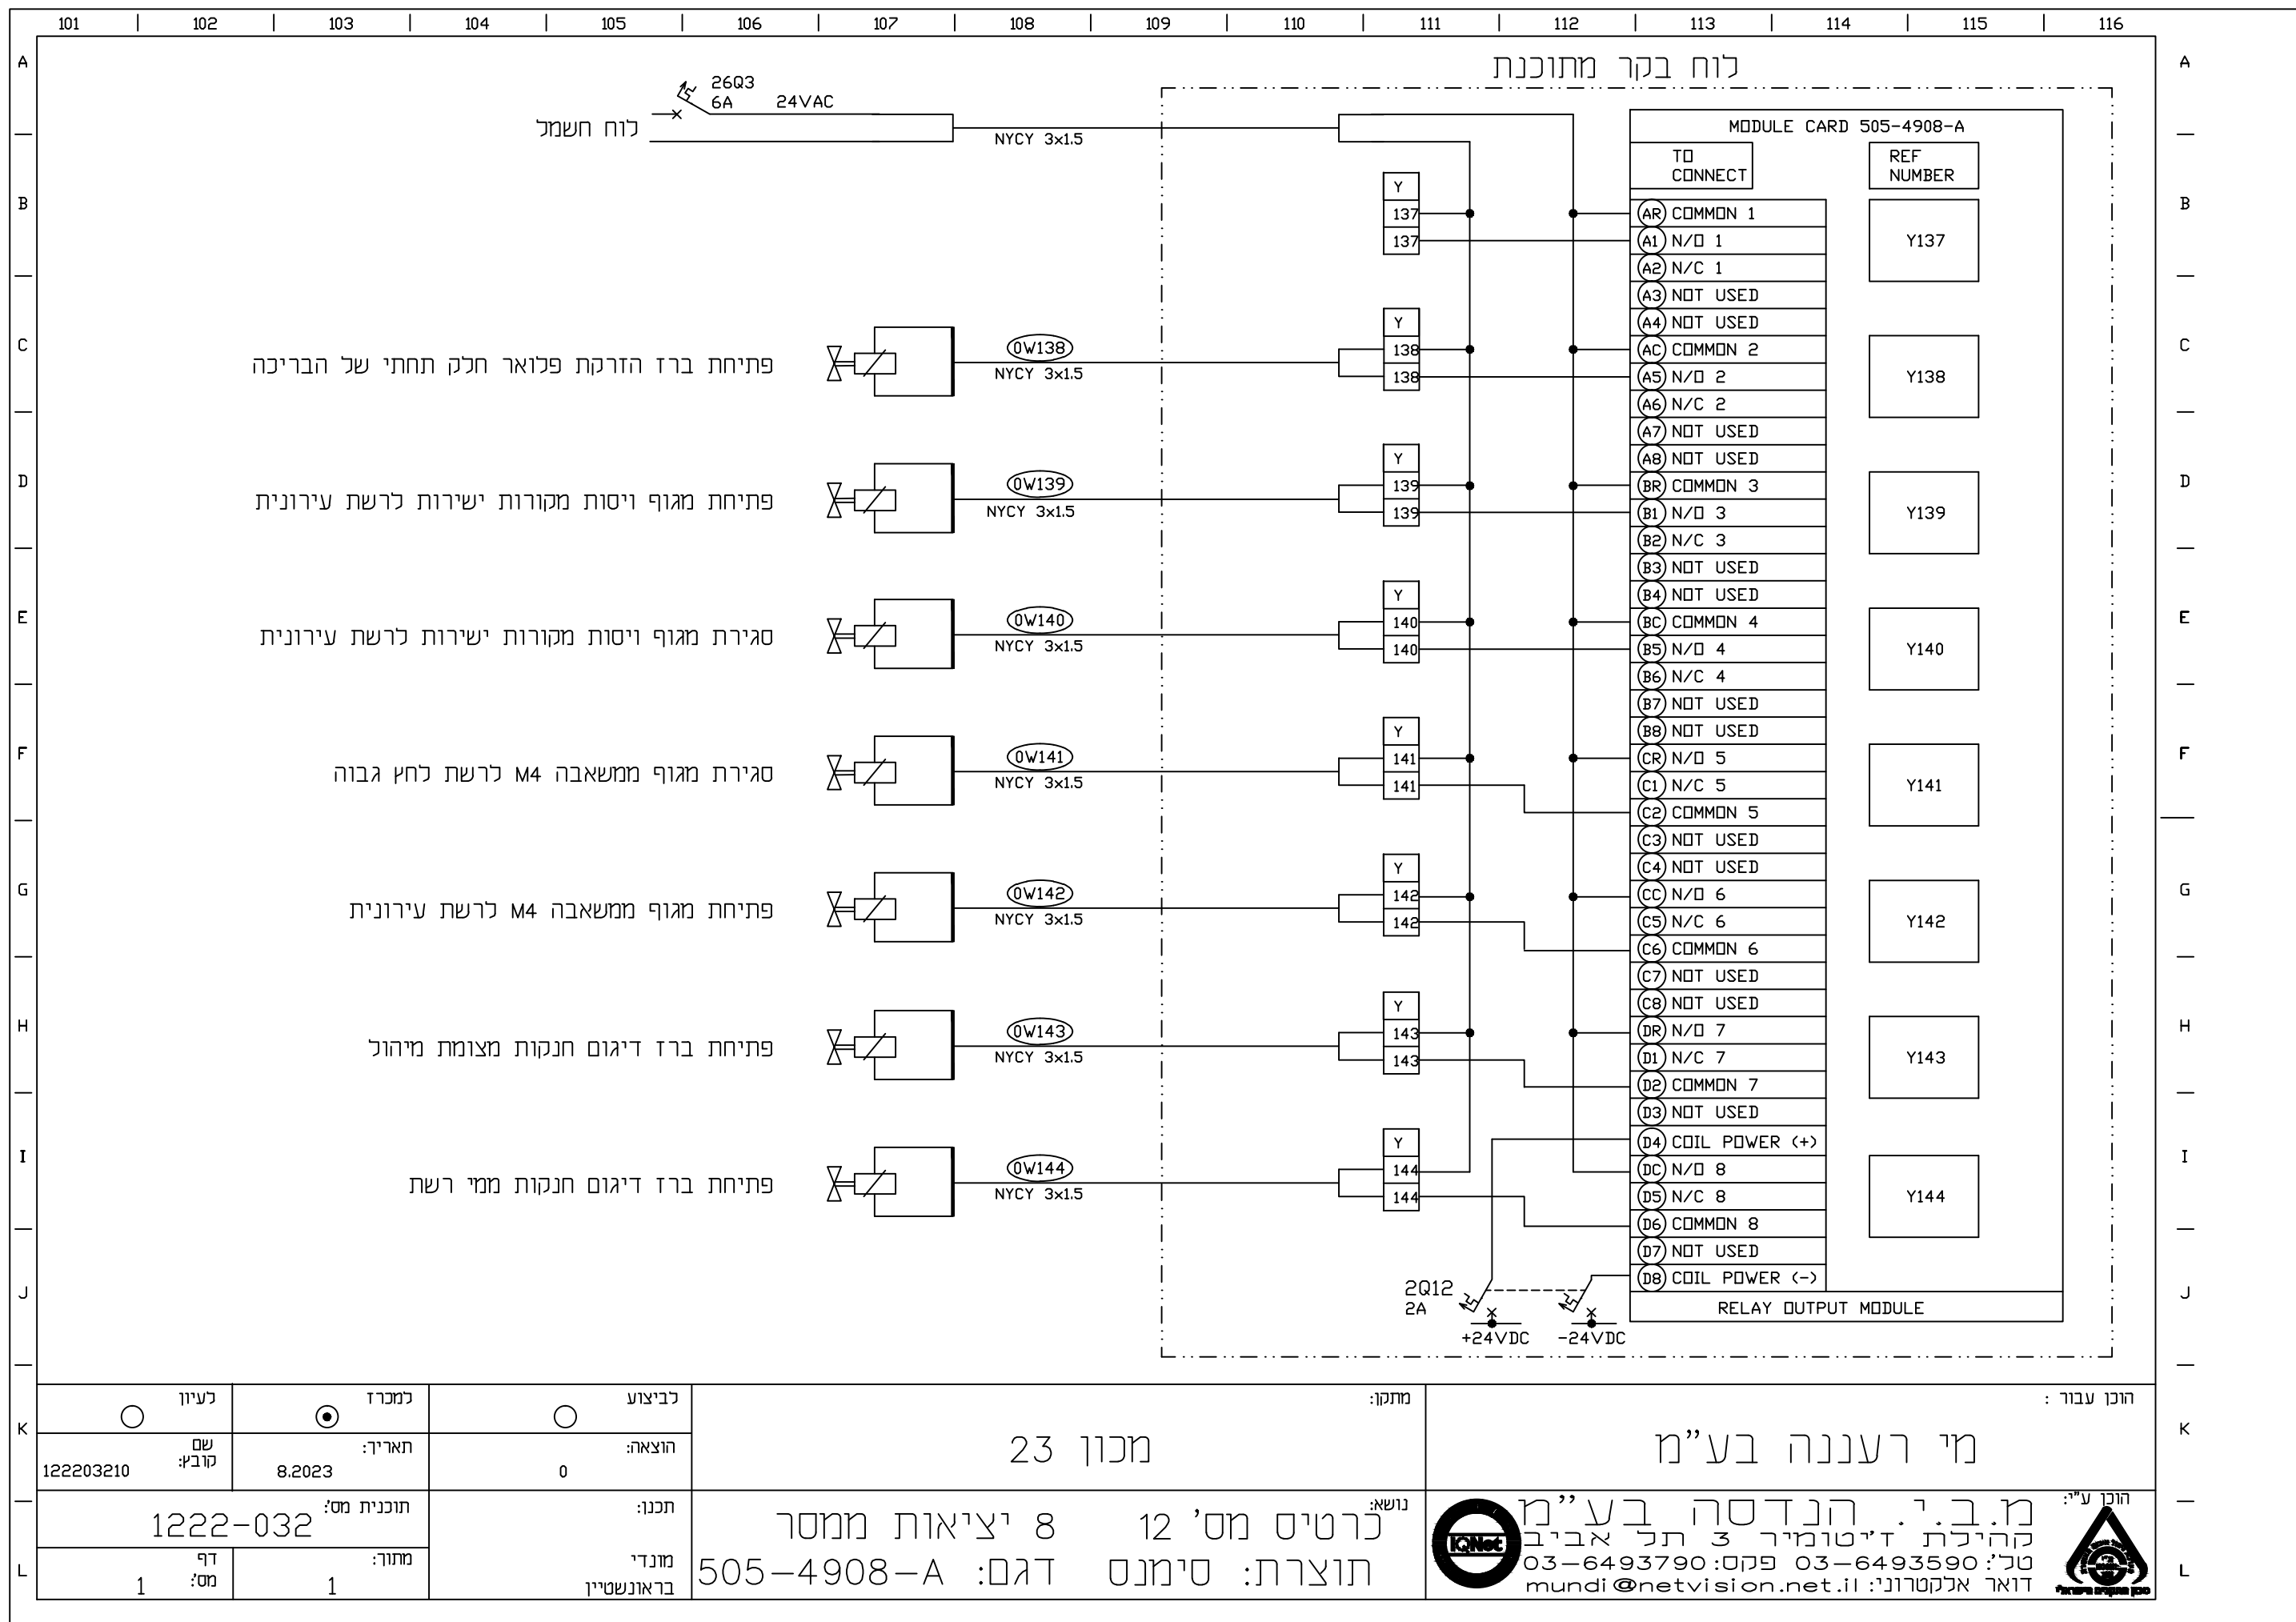 101 102 103 104 105 106 107 108 109 110 111 112 113 114 115 116
A A
B B
C C
D D
E E
F F
G G
H H
I I
J J
K K
L L
לוח בקר מתוכנת
26Q3
6A 24VAC
לוח חשמל
NYCY 3x1.5
MODULE CARD 505-4908-A
TO
CONNECT
REF
NUMBER
Y
137
137
AR COMMON 1
A1 N/O 1
A2 N/C 1
A3 NOT USED
A4 NOT USED
Y137
פתיחת ברז הזרקת פלואר חלק תחתי של הבריכה
0W138
NYCY 3x1.5
Y
138
138
AC COMMON 2
A5 N/O 2
A6 N/C 2
A7 NOT USED
A8 NOT USED
Y138
פתיחת מגוף ויסות מקורות ישירות לרשת עירונית
0W139
NYCY 3x1.5
Y
139
139
BR COMMON 3
B1 N/O 3
B2 N/C 3
B3 NOT USED
B4 NOT USED
Y139
סגירת מגוף ויסות מקורות ישירות לרשת עירונית
0W140
NYCY 3x1.5
Y
140
140
BC COMMON 4
B5 N/O 4
B6 N/C 4
B7 NOT USED
B8 NOT USED
Y140
סגירת מגוף ממשאבה M4 לרשת לחץ גבוה
0W141
NYCY 3x1.5
Y
141
141
CR N/O 5
C1 N/C 5
C2 COMMON 5
C3 NOT USED
C4 NOT USED
Y141
פתיחת מגוף ממשאבה M4 לרשת עירונית
0W142
NYCY 3x1.5
Y
142
142
CC N/O 6
C5 N/C 6
C6 COMMON 6
C7 NOT USED
C8 NOT USED
Y142
פתיחת ברז דיגום חנקות מצומת מיהול
0W143
NYCY 3x1.5
Y
143
143
DR N/O 7
D1 N/C 7
D2 COMMON 7
D3 NOT USED
D4 COIL POWER (+)
Y143
פתיחת ברז דיגום חנקות ממי רשת
0W144
NYCY 3x1.5
Y
144
144
DC N/O 8
D5 N/C 8
D6 COMMON 8
D7 NOT USED
D8 COIL POWER (-)
Y144
2Q12
2A
+24VDC -24VDC
RELAY OUTPUT MODULE
הוכן עבור :
מי רעננה בע"מ
מתקן:
מכון 23
לביצוע
למכרז
לעיון
הוצאה:
0
תאריך:
8.2023
שם
קובץ:
122203210
הוכן ע"י:
מ.ב.י. הנדסה בע"מ
קהילת ז'יטומיר 3 תל אביב
טל': 03-6493590 פקס: 03-6493790
דואר אלקטרוני: mundi@netvision.net.il
IQNet
מכון התקנים הישראלי
נושא:
כרטיס מס' 12 8 יציאות ממסר
תוצרת: סימנס דגם: 505-4908-A
תכנן:
מונדי
בראונשטיין
תוכנית מס':
1222-032
מתוך:
1
דף
מס':
1